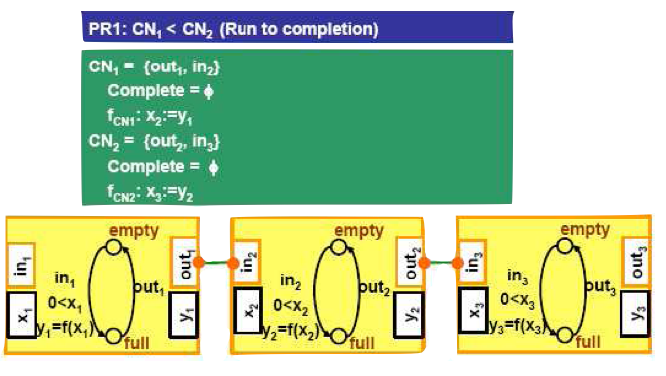 PR1: CN₁ < CN₂ (Run to completion)
CN₁ = {out₁, in₂}
Complete = ϕ
f_CN1: x₂:=y₁
CN₂ = {out₂, in₃}
Complete = ϕ
f_CN2: x₃:=y₂
empty
in₁
out₁
in₁
0<x₁
out₁
x₁
y₁=f(x₁)
y₁
full
empty
in₂
out₂
in₂
0<x₂
out₂
x₂
y₂=f(x₂)
y₂
full
empty
in₃
out₃
in₃
0<x₃
out₃
x₃
y₃=f(x₃)
y₃
full